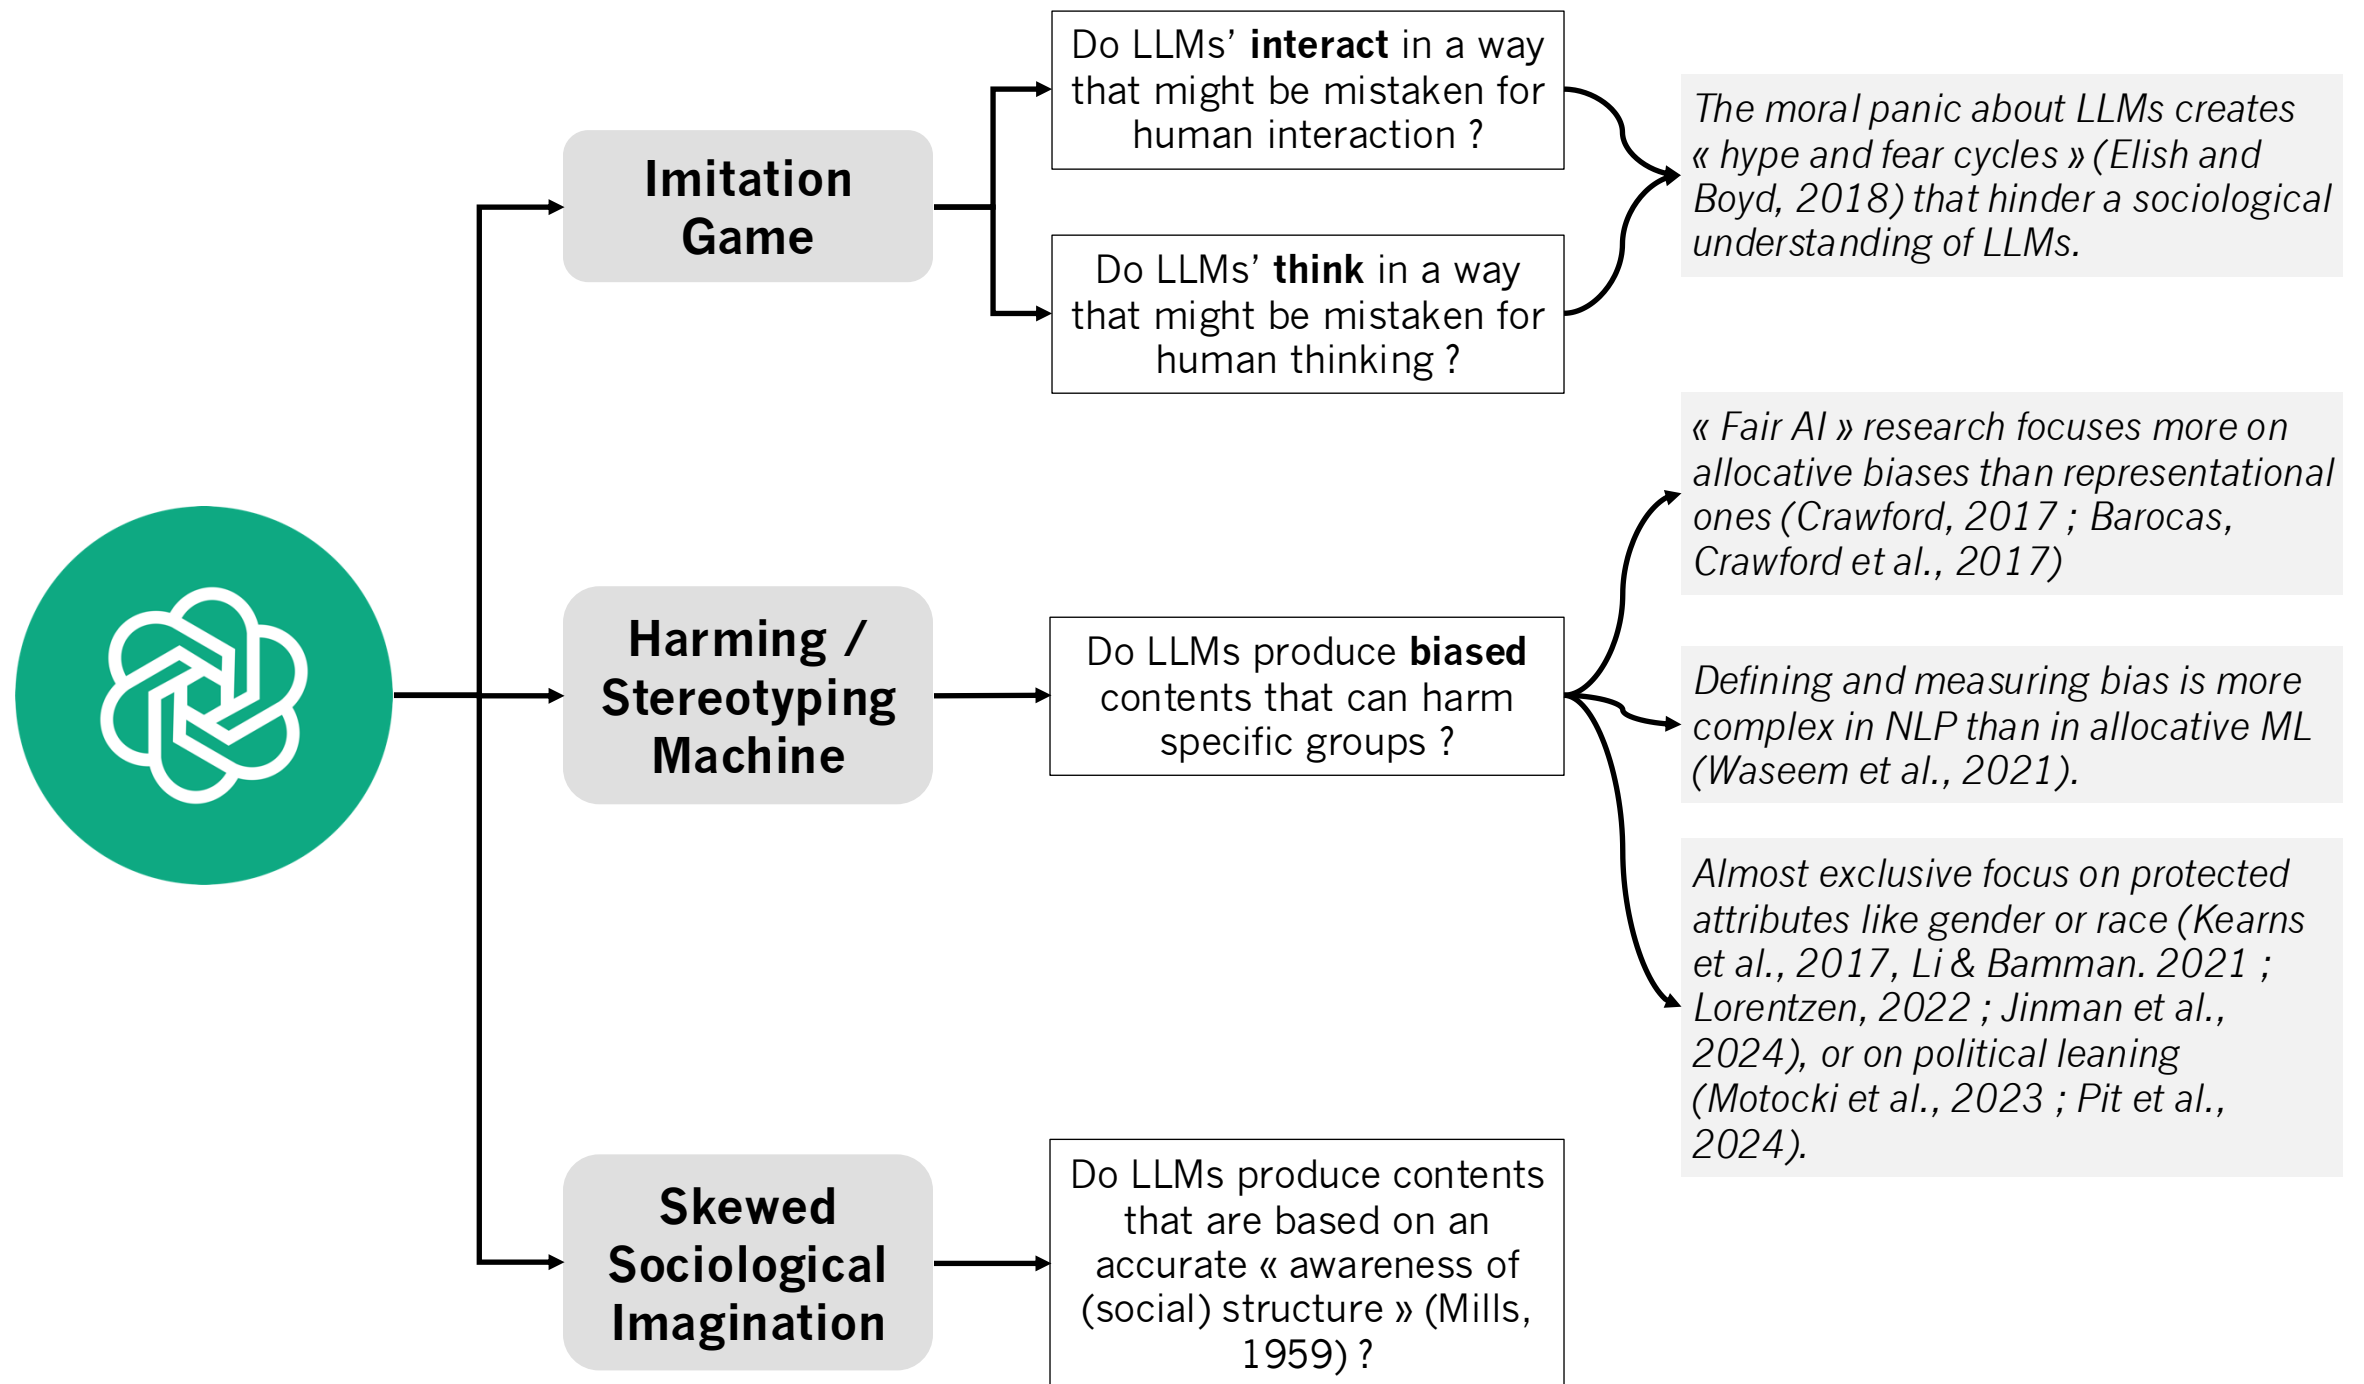 Imitation
Game
Do LLMs’ interact in a way
that might be mistaken for
human interaction ?
Do LLMs’ think in a way
that might be mistaken for
human thinking ?
The moral panic about LLMs creates
« hype and fear cycles » (Elish and
Boyd, 2018) that hinder a sociological
understanding of LLMs.
Harming /
Stereotyping
Machine
Do LLMs produce biased
contents that can harm
specific groups ?
« Fair AI » research focuses more on
allocative biases than representational
ones (Crawford, 2017 ; Barocas,
Crawford et al., 2017)
Defining and measuring bias is more
complex in NLP than in allocative ML
(Waseem et al., 2021).
Almost exclusive focus on protected
attributes like gender or race (Kearns
et al., 2017, Li & Bamman. 2021 ;
Lorentzen, 2022 ; Jinman et al.,
2024), or on political leaning
(Motocki et al., 2023 ; Pit et al.,
2024).
Skewed
Sociological
Imagination
Do LLMs produce contents
that are based on an
accurate « awareness of
(social) structure » (Mills,
1959) ?